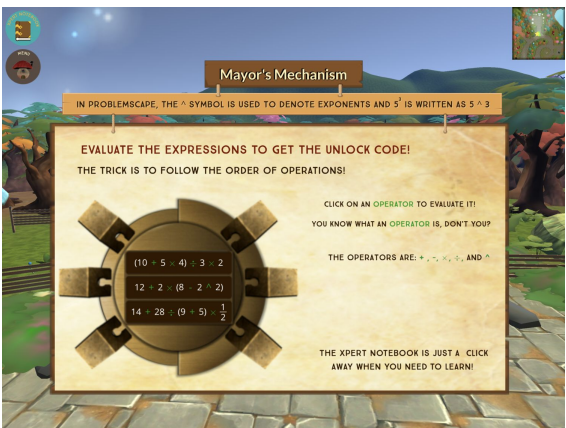 MENU
Mayor's Mechanism
IN PROBLEMSCAPE, THE ^ SYMBOL IS USED TO DENOTE EXPONENTS AND 5³ IS WRITTEN AS 5 ^ 3
EVALUATE THE EXPRESSIONS TO GET THE UNLOCK CODE!
THE TRICK IS TO FOLLOW THE ORDER OF OPERATIONS!
CLICK ON AN OPERATOR TO EVALUATE IT!
YOU KNOW WHAT AN OPERATOR IS, DON'T YOU?
THE OPERATORS ARE: + , -, ×, ÷, AND ^
(10 + 5 × 4) ÷ 3 × 2
12 + 2 × (8 - 2 ^ 2)
14 + 28 ÷ (9 + 5) × 1/2
THE XPERT NOTEBOOK IS JUST A CLICK
AWAY WHEN YOU NEED TO LEARN!